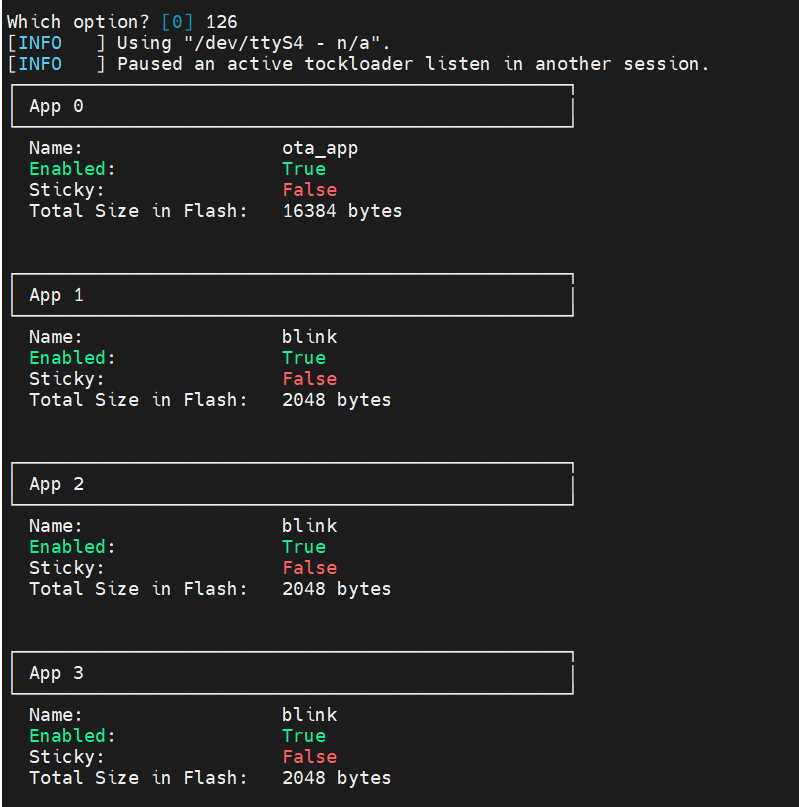 Which option? [0] 126
[INFO   ] Using "/dev/ttyS4 - n/a".
[INFO   ] Paused an active tockloader listen in another session.
App 0
Name: ota_app
Enabled: True
Sticky: False
Total Size in Flash: 16384 bytes
App 1
Name: blink
Enabled: True
Sticky: False
Total Size in Flash: 2048 bytes
App 2
Name: blink
Enabled: True
Sticky: False
Total Size in Flash: 2048 bytes
App 3
Name: blink
Enabled: True
Sticky: False
Total Size in Flash: 2048 bytes